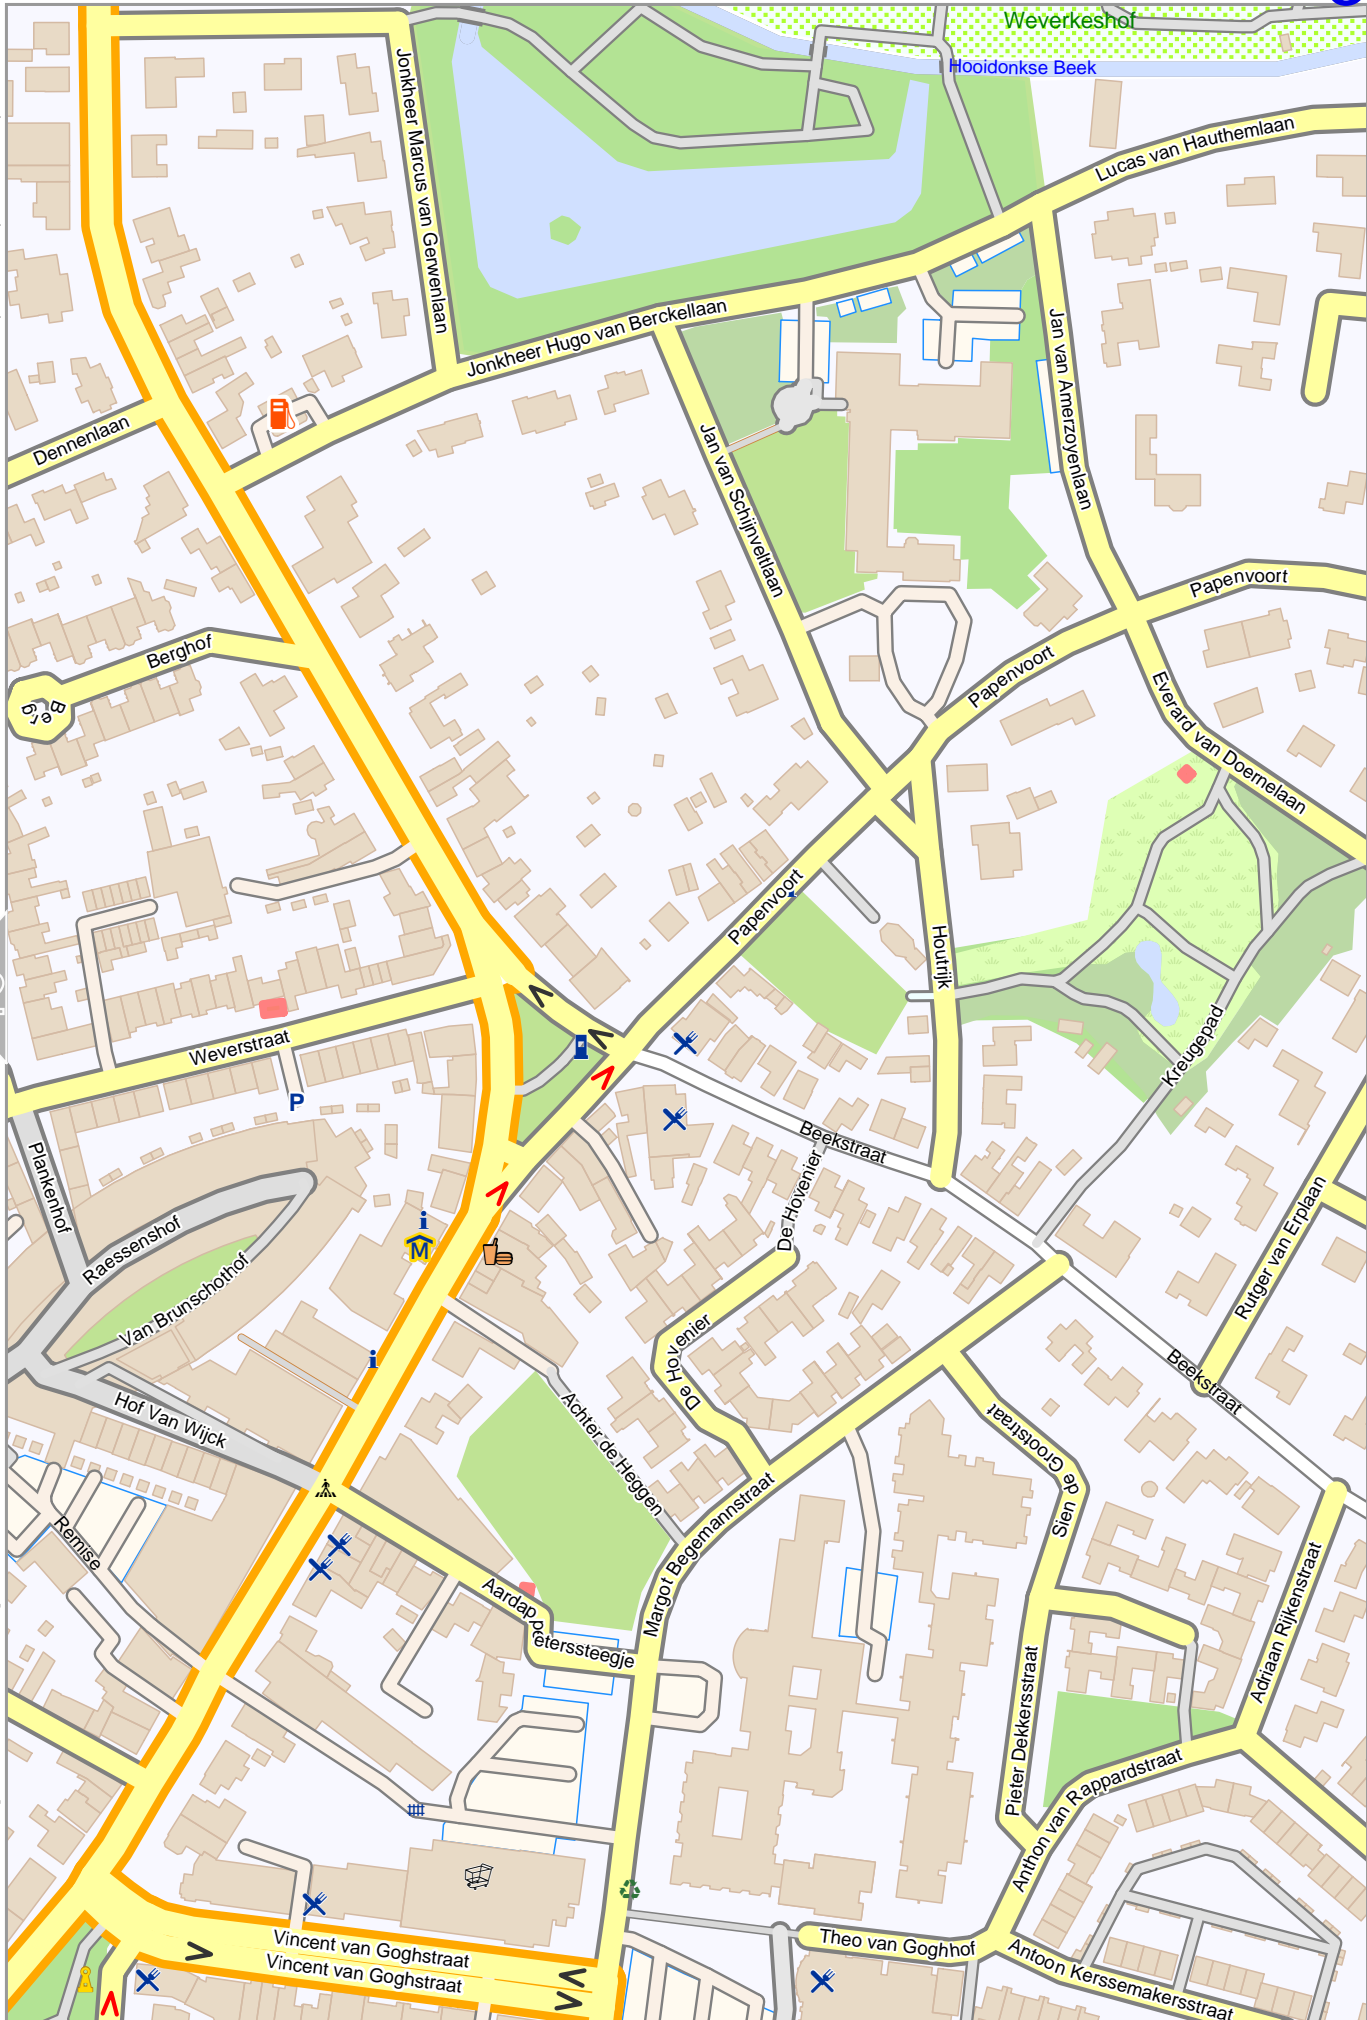 Weverkeshof
Hooidonkse Beek
Jonkheer Marcus van Gerwenlaan
Lucas van Hauthemlaan
Jonkheer Hugo van Berckellaan
Jan van Amerzoyenlaan
Dennenlaan
Jan van Schijnveltlaan
Papenvoort
Berghof
Papenvoort
Berg
Everard van Doernelaan
Papenvoort
Houtrijk
Weverstraat
Kreugepad
P
Beekstraat
Plankenhof
De Hovenier
Raessenshof
i
M
Rutger van Erplaan
Van Brunschothof
De Hovenier
i
Beekstraat
Hof Van Wijck
Achter de Heggen
Sien de Grootstraat
Remise
Margot Begemannstraat
Aardappeterssteegje
Adriaan Rijkenstraat
Pieter Dekkersstraat
Anthon van Rappardstraat
Vincent van Goghstraat
Vincent van Goghstraat
Theo van Goghhof
Antoon Kerssemakersstraat